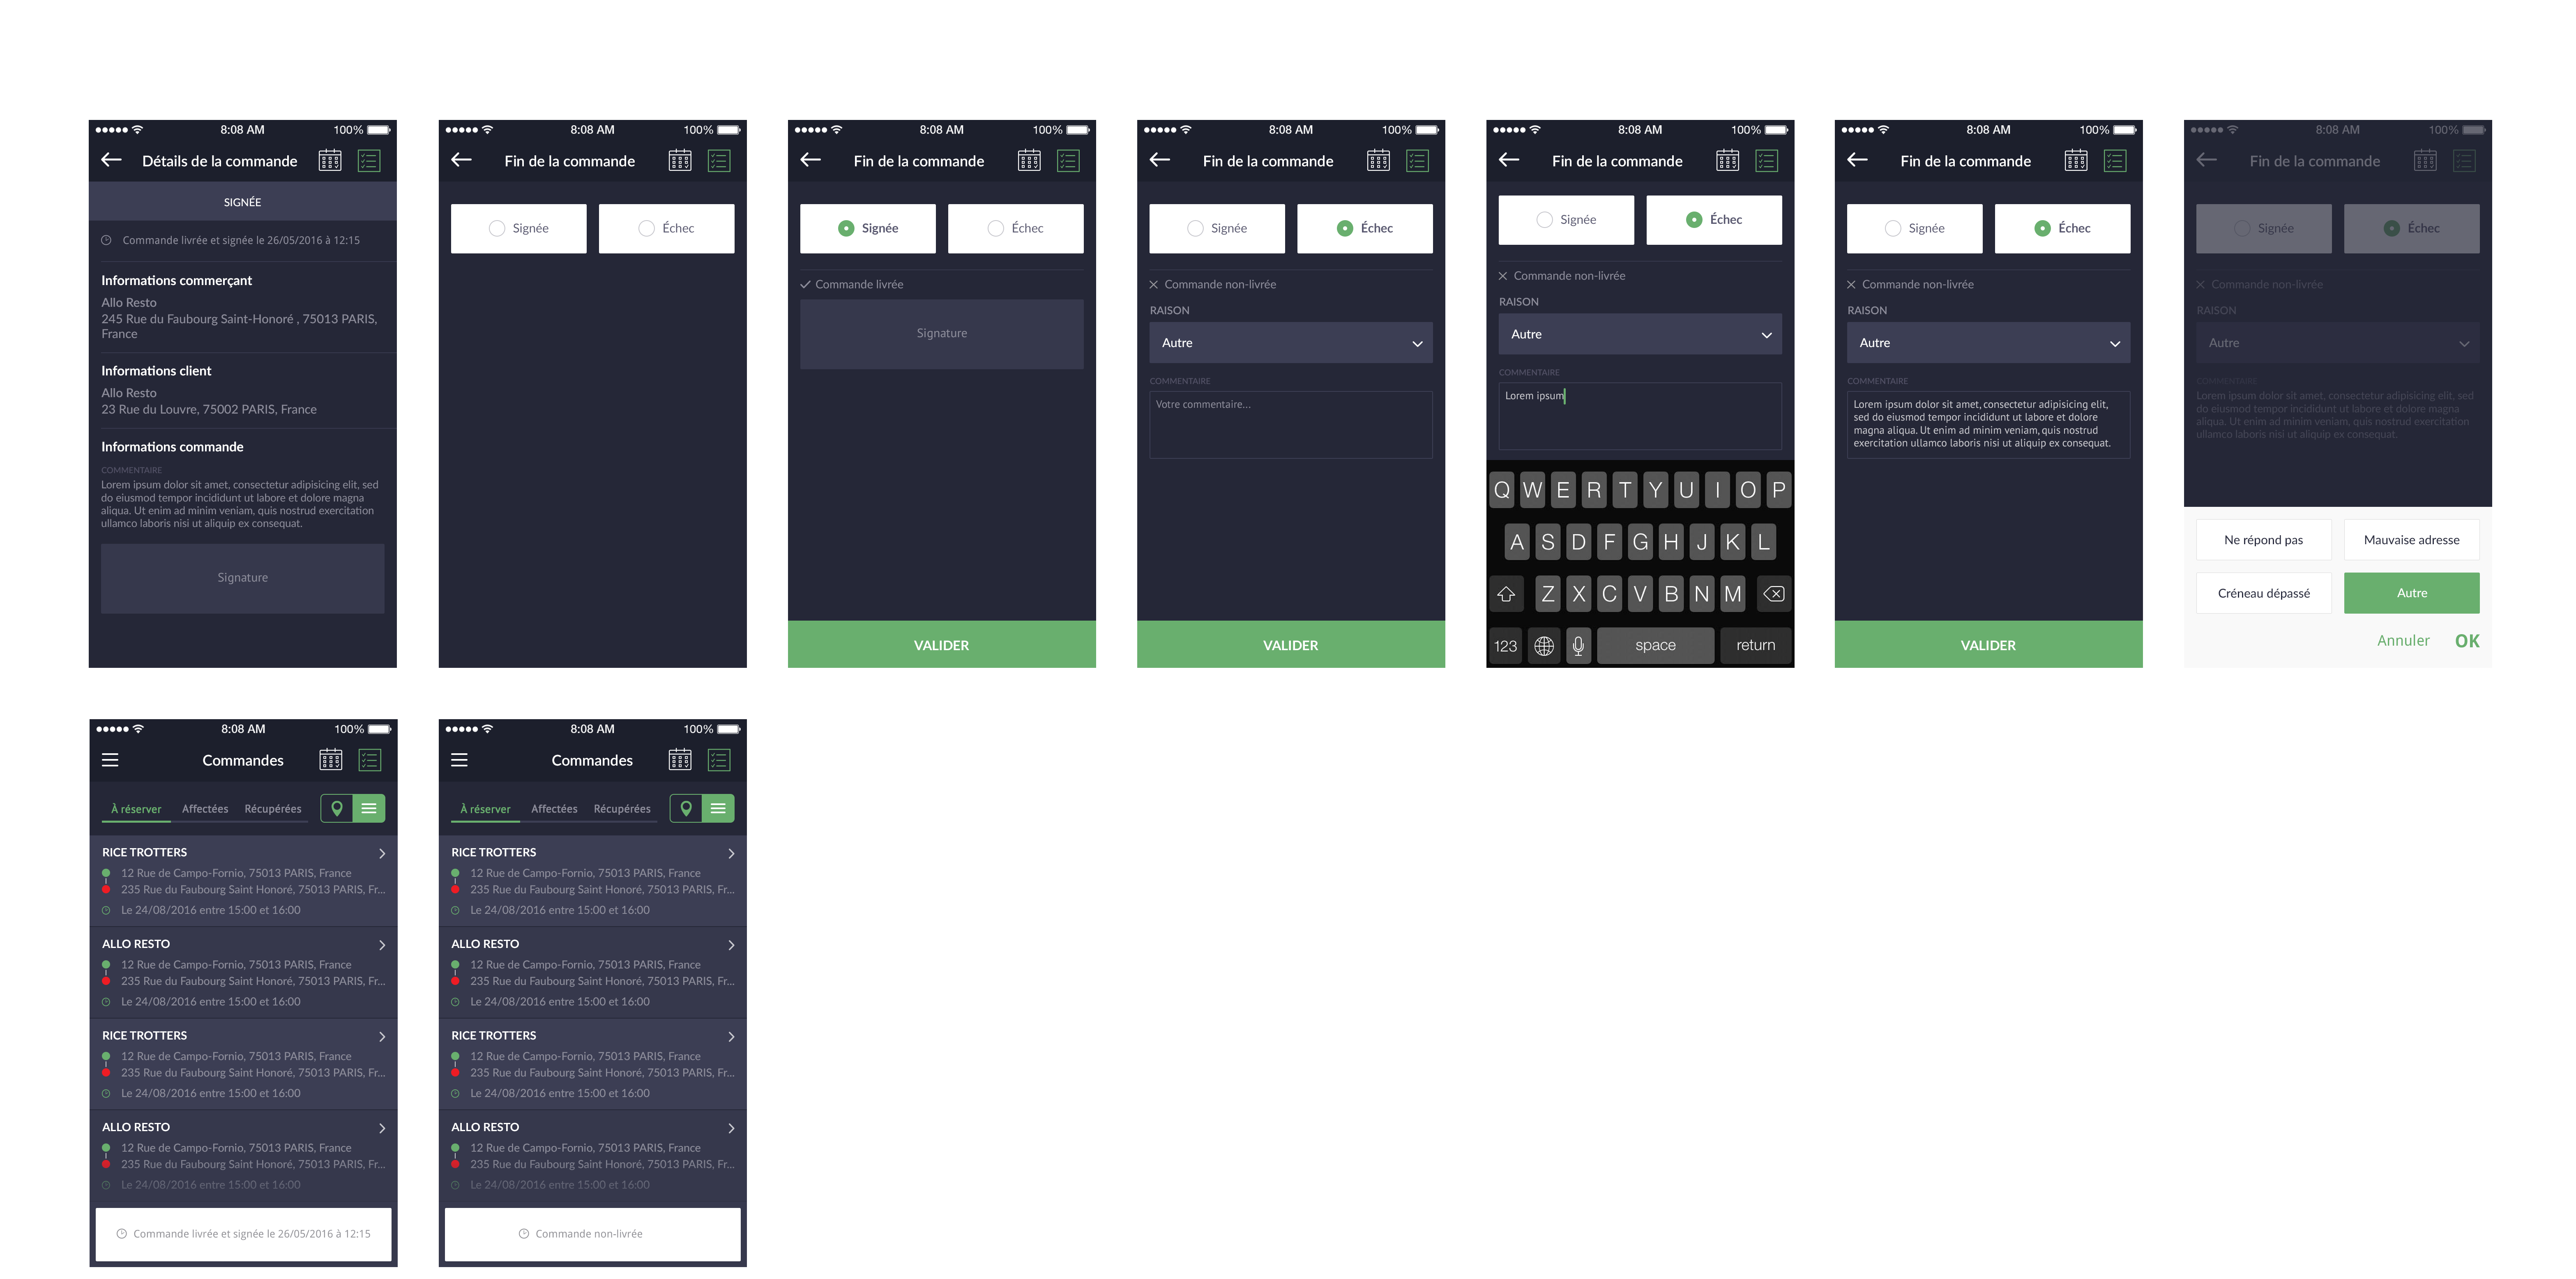 8:08 AM
100%
Détails de la commande
SIGNÉE
Commande livrée et signée le 26/05/2016 à 12:15
Informations commerçant
Allo Resto
245 Rue du Faubourg Saint-Honoré , 75013 PARIS,
France
Informations client
Allo Resto
23 Rue du Louvre, 75002 PARIS, France
Informations commande
COMMENTAIRE
Lorem ipsum dolor sit amet, consectetur adipisicing elit, sed
do eiusmod tempor incididunt ut labore et dolore magna
aliqua. Ut enim ad minim veniam, quis nostrud exercitation
ullamco laboris nisi ut aliquip ex consequat.
Signature
8:08 AM
100%
Fin de la commande
Signée
Échec
8:08 AM
100%
Fin de la commande
Signée
Échec
Commande livrée
Signature
VALIDER
8:08 AM
100%
Fin de la commande
Signée
Échec
Commande non-livrée
RAISON
Autre
COMMENTAIRE
Votre commentaire...
VALIDER
8:08 AM
100%
Fin de la commande
Signée
Échec
Commande non-livrée
RAISON
Autre
COMMENTAIRE
Lorem ipsum
Q W E R T Y U I O P
A S D F G H J K L
Z X C V B N M
123 space return
8:08 AM
100%
Fin de la commande
Signée
Échec
Commande non-livrée
RAISON
Autre
COMMENTAIRE
Lorem ipsum dolor sit amet, consectetur adipisicing elit,
sed do eiusmod tempor incididunt ut labore et dolore
magna aliqua. Ut enim ad minim veniam, quis nostrud
exercitation ullamco laboris nisi ut aliquip ex consequat.
VALIDER
8:08 AM
100%
Fin de la commande
Signée
Échec
Commande non-livrée
RAISON
Autre
COMMENTAIRE
Lorem ipsum dolor sit amet, consectetur adipisicing elit, sed
do eiusmod tempor incididunt ut labore et dolore magna
aliqua. Ut enim ad minim veniam, quis nostrud exercitation
ullamco laboris nisi ut aliquip ex consequat.
Ne répond pas
Mauvaise adresse
Créneau dépassé
Autre
Annuler
OK
8:08 AM
100%
Commandes
À réserver
Affectées
Récupérées
RICE TROTTERS
12 Rue de Campo-Fornio, 75013 PARIS, France
235 Rue du Faubourg Saint Honoré, 75013 PARIS, Fr...
Le 24/08/2016 entre 15:00 et 16:00
ALLO RESTO
12 Rue de Campo-Fornio, 75013 PARIS, France
235 Rue du Faubourg Saint Honoré, 75013 PARIS, Fr...
Le 24/08/2016 entre 15:00 et 16:00
RICE TROTTERS
12 Rue de Campo-Fornio, 75013 PARIS, France
235 Rue du Faubourg Saint Honoré, 75013 PARIS, Fr...
Le 24/08/2016 entre 15:00 et 16:00
ALLO RESTO
12 Rue de Campo-Fornio, 75013 PARIS, France
235 Rue du Faubourg Saint Honoré, 75013 PARIS, Fr...
Le 24/08/2016 entre 15:00 et 16:00
Commande livrée et signée le 26/05/2016 à 12:15
8:08 AM
100%
Commandes
À réserver
Affectées
Récupérées
RICE TROTTERS
12 Rue de Campo-Fornio, 75013 PARIS, France
235 Rue du Faubourg Saint Honoré, 75013 PARIS, Fr...
Le 24/08/2016 entre 15:00 et 16:00
ALLO RESTO
12 Rue de Campo-Fornio, 75013 PARIS, France
235 Rue du Faubourg Saint Honoré, 75013 PARIS, Fr...
Le 24/08/2016 entre 15:00 et 16:00
RICE TROTTERS
12 Rue de Campo-Fornio, 75013 PARIS, France
235 Rue du Faubourg Saint Honoré, 75013 PARIS, Fr...
Le 24/08/2016 entre 15:00 et 16:00
ALLO RESTO
12 Rue de Campo-Fornio, 75013 PARIS, France
235 Rue du Faubourg Saint Honoré, 75013 PARIS, Fr...
Le 24/08/2016 entre 15:00 et 16:00
Commande non-livrée